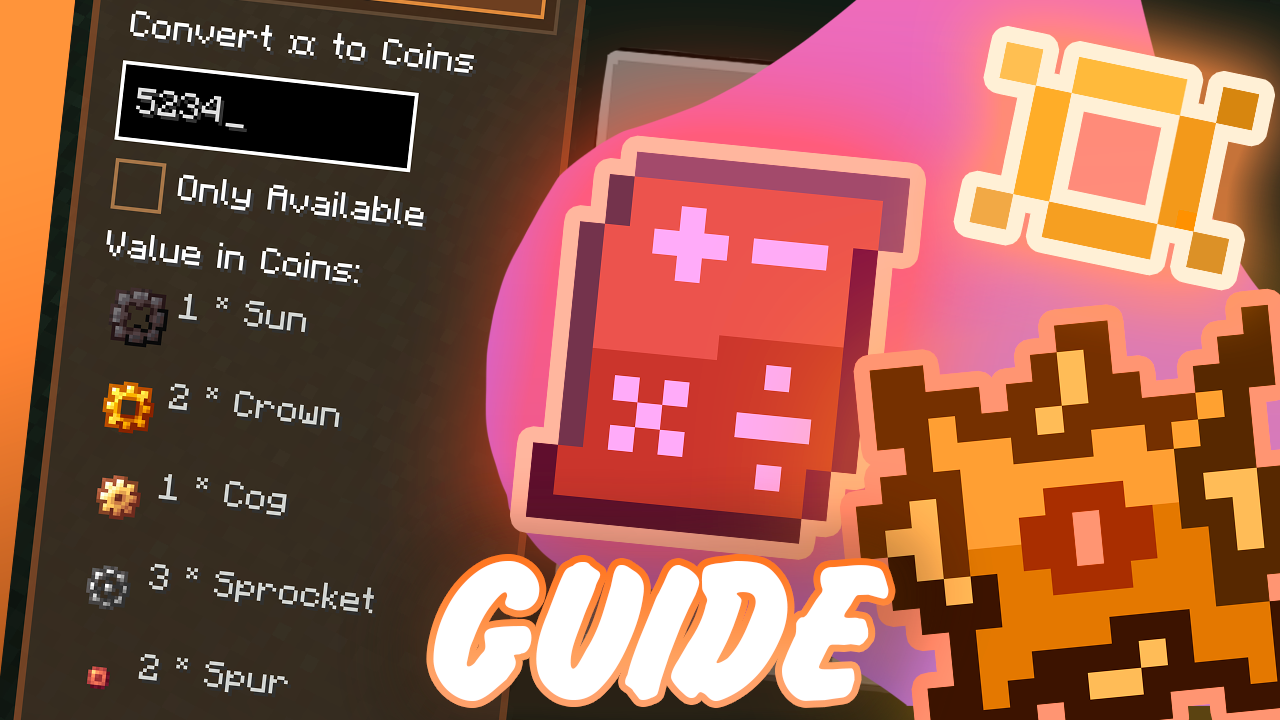 Convert ¤ to Coins
5234_
Only Available
Value in Coins:
1 * Sun
2 * Crown
1 * Cog
3 * Sprocket
2 * Spur
GUIDE